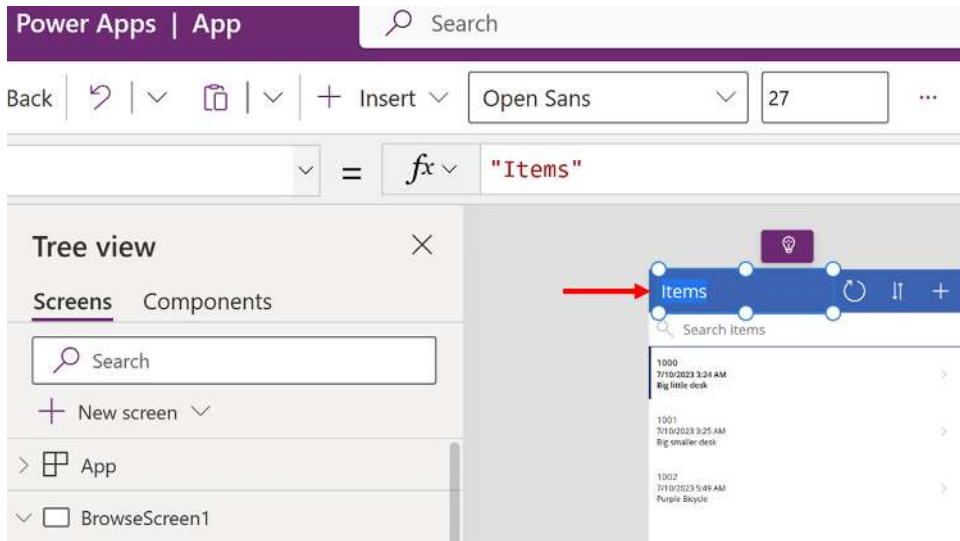 Power Apps | App
Search
Back
Insert
Open Sans
27
...
= fx "Items"
Tree view
Screens Components
Search
New screen
App
BrowseScreen1
Items
Search items
1000
7/10/2023 3:24 AM
Big little desk
1001
7/10/2023 3:25 AM
Big smaller desk
1002
7/10/2023 5:49 AM
Purple Bicycle